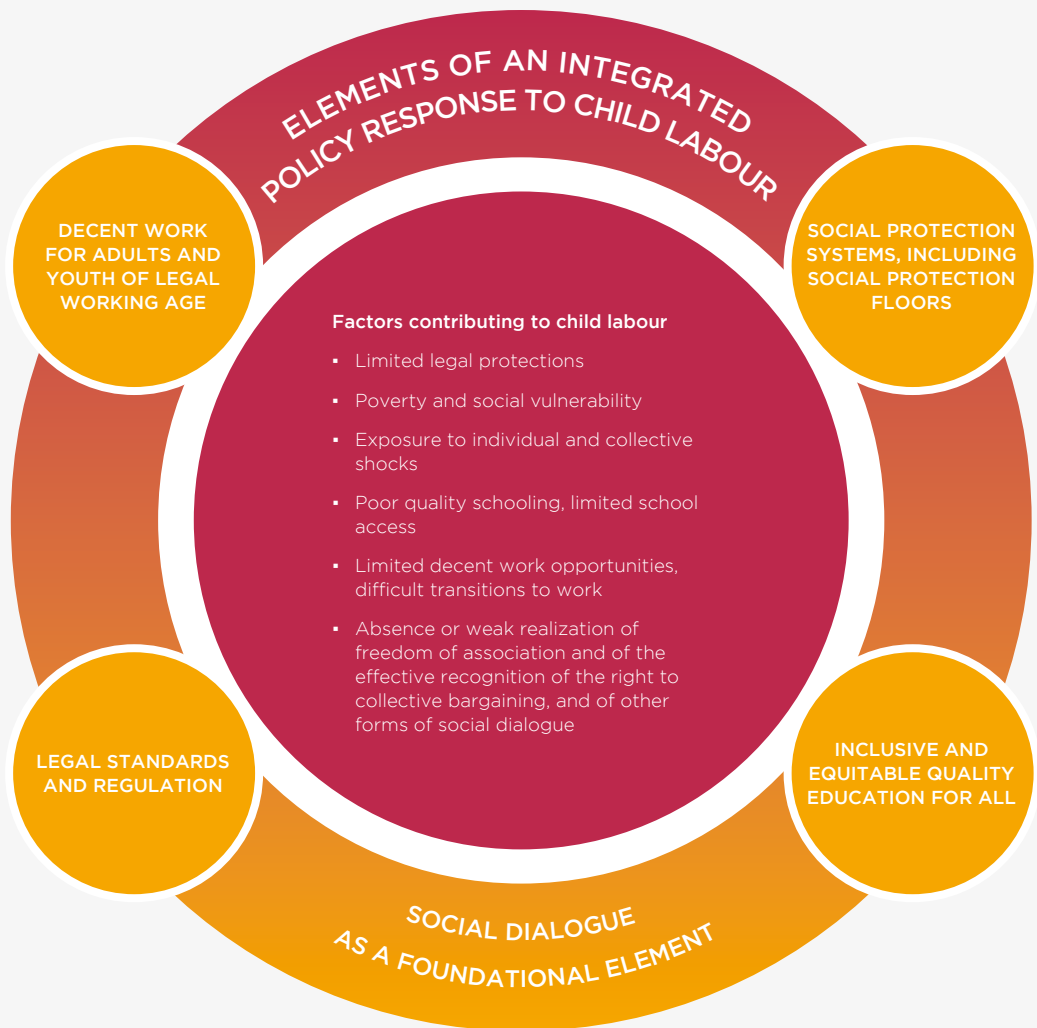 ELEMENTS OF AN INTEGRATED
POLICY RESPONSE TO CHILD LABOUR
DECENT WORK
FOR ADULTS AND
YOUTH OF LEGAL
WORKING AGE
SOCIAL PROTECTION
SYSTEMS, INCLUDING
SOCIAL PROTECTION
FLOORS
Factors contributing to child labour
▪ Limited legal protections
▪ Poverty and social vulnerability
▪ Exposure to individual and collective
shocks
▪ Poor quality schooling, limited school
access
▪ Limited decent work opportunities,
difficult transitions to work
▪ Absence or weak realization of
freedom of association and of the
effective recognition of the right to
collective bargaining, and of other
forms of social dialogue
LEGAL STANDARDS
AND REGULATION
INCLUSIVE AND
EQUITABLE QUALITY
EDUCATION FOR ALL
SOCIAL DIALOGUE
AS A FOUNDATIONAL ELEMENT